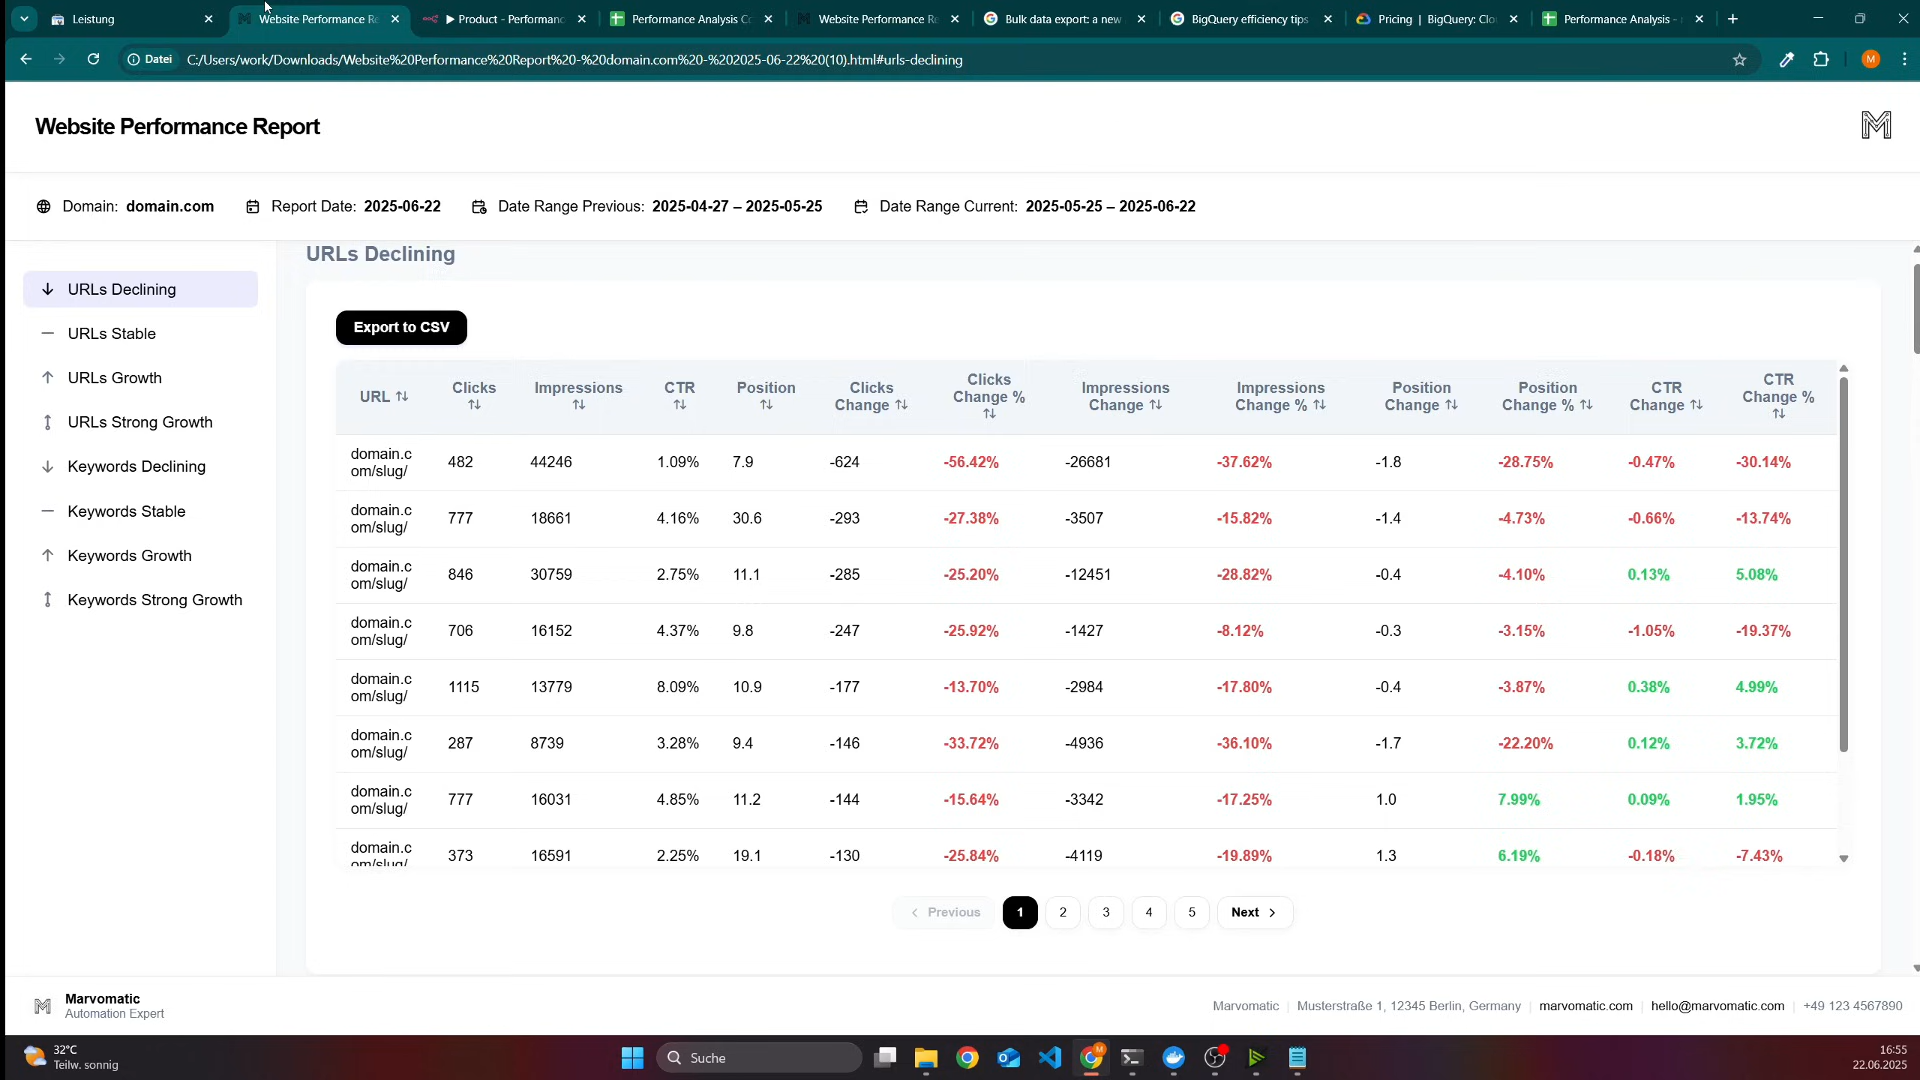 Leistung
Website Performance Re
Product - Performanc
Performance Analysis Co
Website Performance Re
Bulk data export: a new
BigQuery efficiency tips
Pricing | BigQuery: Clou
Performance Analysis -
Datei
C:/Users/work/Downloads/Website%20Performance%20Report%20-%20domain.com%20-%202025-06-22%20(10).html#urls-declining
M
Website Performance Report
Domain: domain.com
Report Date: 2025-06-22
Date Range Previous: 2025-04-27 – 2025-05-25
Date Range Current: 2025-05-25 – 2025-06-22
URLs Declining
URLs Stable
URLs Growth
URLs Strong Growth
Keywords Declining
Keywords Stable
Keywords Growth
Keywords Strong Growth
URLs Declining
Export to CSV
URL Clicks Impressions CTR Position Clicks Change Clicks Change % Impressions Change Impressions Change % Position Change Position Change % CTR Change CTR Change %
domain.c
om/slug/ 482 44246 1.09% 7.9 -624 -56.42% -26681 -37.62% -1.8 -28.75% -0.47% -30.14%
domain.c
om/slug/ 777 18661 4.16% 30.6 -293 -27.38% -3507 -15.82% -1.4 -4.73% -0.66% -13.74%
domain.c
om/slug/ 846 30759 2.75% 11.1 -285 -25.20% -12451 -28.82% -0.4 -4.10% 0.13% 5.08%
domain.c
om/slug/ 706 16152 4.37% 9.8 -247 -25.92% -1427 -8.12% -0.3 -3.15% -1.05% -19.37%
domain.c
om/slug/ 1115 13779 8.09% 10.9 -177 -13.70% -2984 -17.80% -0.4 -3.87% 0.38% 4.99%
domain.c
om/slug/ 287 8739 3.28% 9.4 -146 -33.72% -4936 -36.10% -1.7 -22.20% 0.12% 3.72%
domain.c
om/slug/ 777 16031 4.85% 11.2 -144 -15.64% -3342 -17.25% 1.0 7.99% 0.09% 1.95%
domain.c
om/slug/ 373 16591 2.25% 19.1 -130 -25.84% -4119 -19.89% 1.3 6.19% -0.18% -7.43%
Previous 1 2 3 4 5 Next
Marvomatic
Automation Expert
Marvomatic | Musterstraße 1, 12345 Berlin, Germany | marvomatic.com | hello@marvomatic.com | +49 123 4567890
32°C
Teilw. sonnig
Suche
16:55
22.06.2025